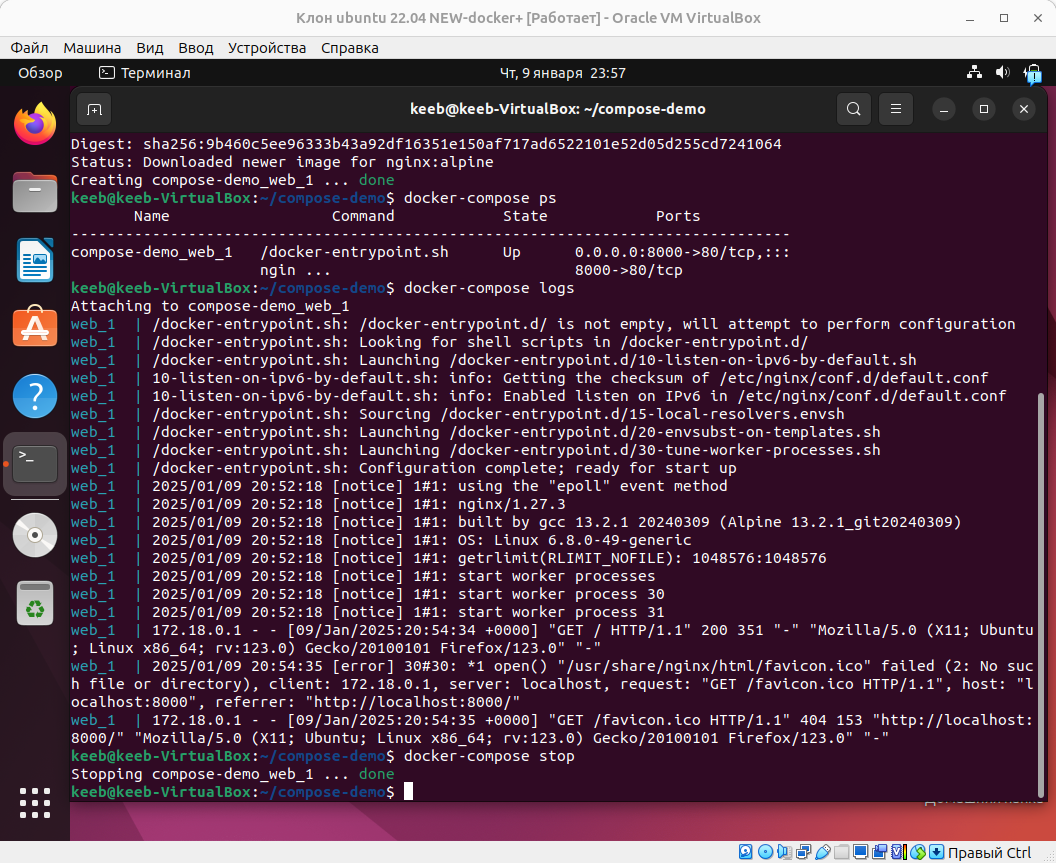 Клон ubuntu 22.04 NEW-docker+ [Работает] - Oracle VM VirtualBox
Файл Машина Вид Ввод Устройства Справка
Обзор Терминал Чт, 9 января 23:57
keeb@keeb-VirtualBox: ~/compose-demo
Digest: sha256:9b460c5ee96333b43a92df16351e150af717ad6522101e52d05d255cd7241064
Status: Downloaded newer image for nginx:alpine
Creating compose-demo_web_1 ... done
keeb@keeb-VirtualBox:~/compose-demo$ docker-compose ps
Name Command State Ports
--------------------------------------------------------------------------------
compose-demo_web_1 /docker-entrypoint.sh Up 0.0.0.0:8000->80/tcp,:::
ngin ... 8000->80/tcp
keeb@keeb-VirtualBox:~/compose-demo$ docker-compose logs
Attaching to compose-demo_web_1
web_1 | /docker-entrypoint.sh: /docker-entrypoint.d/ is not empty, will attempt to perform configuration
web_1 | /docker-entrypoint.sh: Looking for shell scripts in /docker-entrypoint.d/
web_1 | /docker-entrypoint.sh: Launching /docker-entrypoint.d/10-listen-on-ipv6-by-default.sh
web_1 | 10-listen-on-ipv6-by-default.sh: info: Getting the checksum of /etc/nginx/conf.d/default.conf
web_1 | 10-listen-on-ipv6-by-default.sh: info: Enabled listen on IPv6 in /etc/nginx/conf.d/default.conf
web_1 | /docker-entrypoint.sh: Sourcing /docker-entrypoint.d/15-local-resolvers.envsh
web_1 | /docker-entrypoint.sh: Launching /docker-entrypoint.d/20-envsubst-on-templates.sh
web_1 | /docker-entrypoint.sh: Launching /docker-entrypoint.d/30-tune-worker-processes.sh
web_1 | /docker-entrypoint.sh: Configuration complete; ready for start up
web_1 | 2025/01/09 20:52:18 [notice] 1#1: using the "epoll" event method
web_1 | 2025/01/09 20:52:18 [notice] 1#1: nginx/1.27.3
web_1 | 2025/01/09 20:52:18 [notice] 1#1: built by gcc 13.2.1 20240309 (Alpine 13.2.1_git20240309)
web_1 | 2025/01/09 20:52:18 [notice] 1#1: OS: Linux 6.8.0-49-generic
web_1 | 2025/01/09 20:52:18 [notice] 1#1: getrlimit(RLIMIT_NOFILE): 1048576:1048576
web_1 | 2025/01/09 20:52:18 [notice] 1#1: start worker processes
web_1 | 2025/01/09 20:52:18 [notice] 1#1: start worker process 30
web_1 | 2025/01/09 20:52:18 [notice] 1#1: start worker process 31
web_1 | 172.18.0.1 - - [09/Jan/2025:20:54:34 +0000] "GET / HTTP/1.1" 200 351 "-" "Mozilla/5.0 (X11; Ubuntu
; Linux x86_64; rv:123.0) Gecko/20100101 Firefox/123.0" "-"
web_1 | 2025/01/09 20:54:35 [error] 30#30: *1 open() "/usr/share/nginx/html/favicon.ico" failed (2: No suc
h file or directory), client: 172.18.0.1, server: localhost, request: "GET /favicon.ico HTTP/1.1", host: "l
ocalhost:8000", referrer: "http://localhost:8000/"
web_1 | 172.18.0.1 - - [09/Jan/2025:20:54:35 +0000] "GET /favicon.ico HTTP/1.1" 404 153 "http://localhost:
8000/" "Mozilla/5.0 (X11; Ubuntu; Linux x86_64; rv:123.0) Gecko/20100101 Firefox/123.0" "-"
keeb@keeb-VirtualBox:~/compose-demo$ docker-compose stop
Stopping compose-demo_web_1 ... done
keeb@keeb-VirtualBox:~/compose-demo$
Правый Ctrl